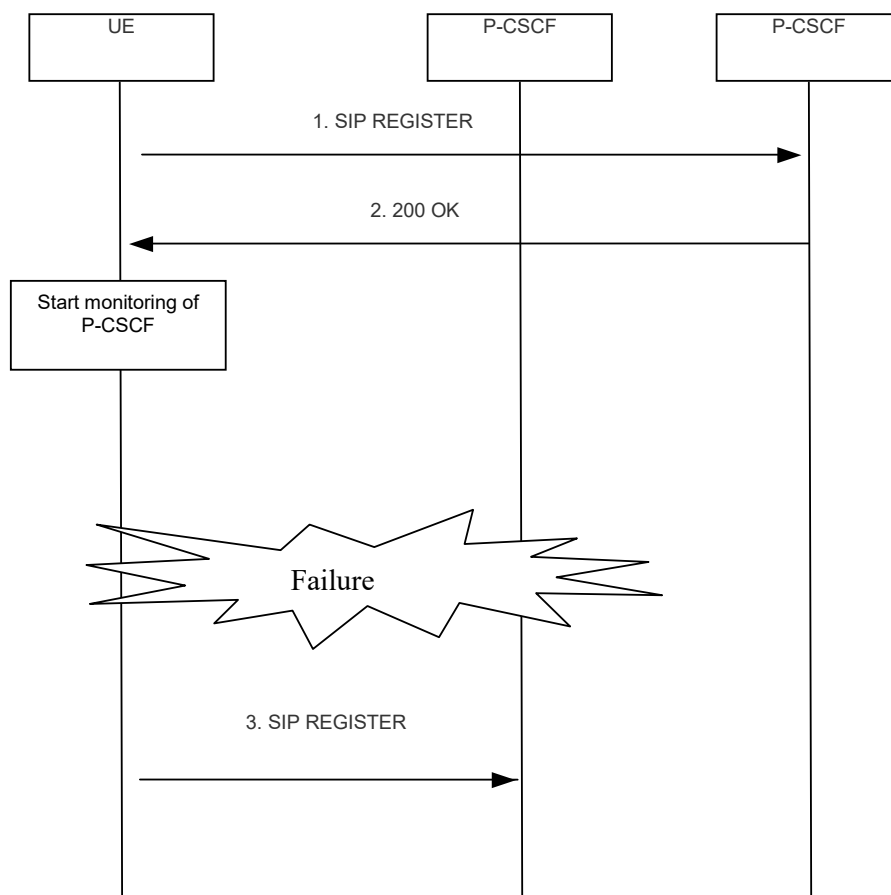 UE
P-CSCF
P-CSCF
1. SIP REGISTER
2. 200 OK
Start monitoring of
P-CSCF
Failure
3. SIP REGISTER